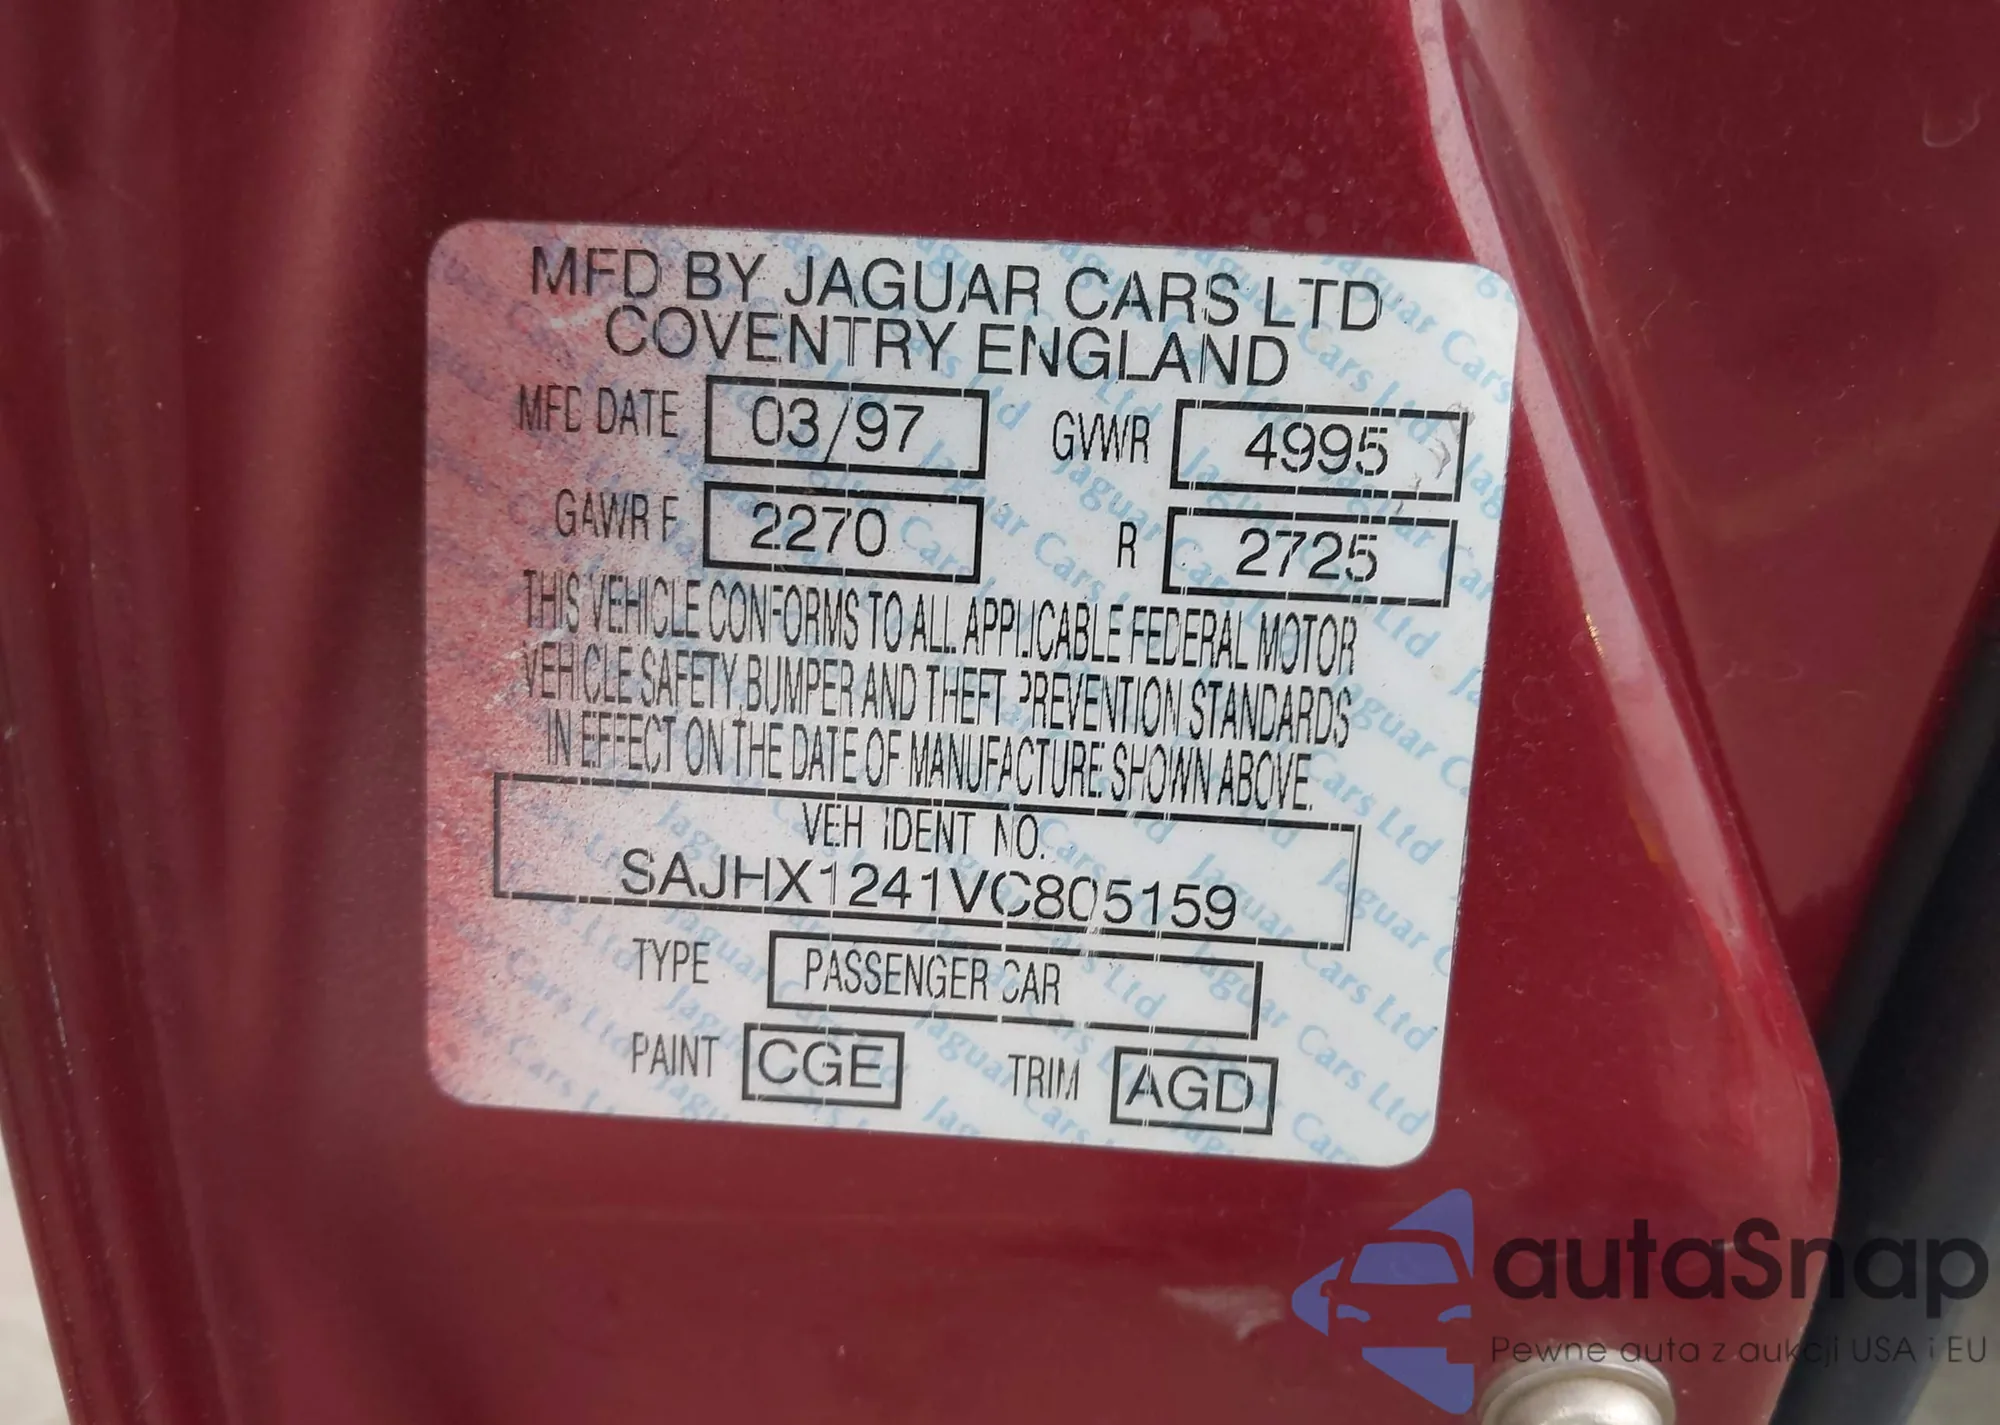 MFD BY JAGUAR CARS LTD
COVENTRY ENGLAND
MFD DATE 03/97 GVWR 4995
GAWR F 2270 R 2725
THIS VEHICLE CONFORMS TO ALL APPLICABLE FEDERAL MOTOR
VEHICLE SAFETY, BUMPER AND THEFT PREVENTION STANDARDS
IN EFFECT ON THE DATE OF MANUFACTURE SHOWN ABOVE.
VEH IDENT NO.
SAJHX1241VC805159
TYPE PASSENGER CAR
PAINT CGE TRIM AGD
autaSnap
Pewne auta z aukcji USA i EU